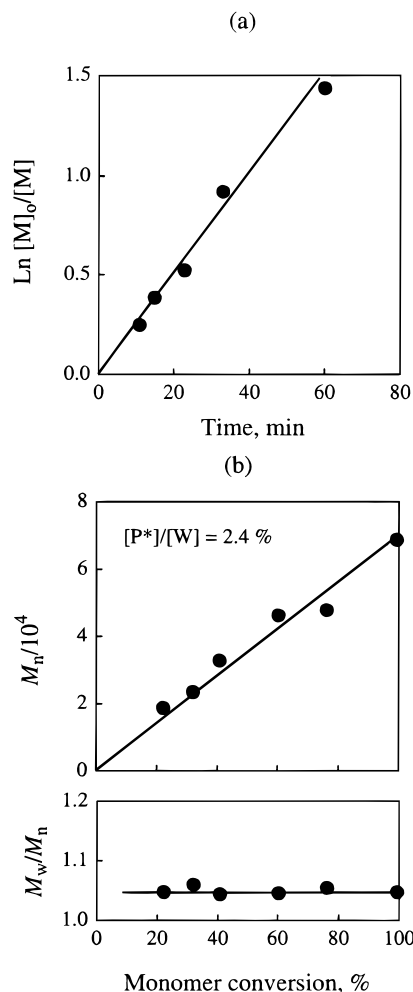 (a)
1.5
1.0
0.5
0.0
Ln [M]o/[M]
0 20 40 60 80
Time, min
(b)
8
6
4
2
0
[P*]/[W] = 2.4 %
Mn/10⁴
1.2
1.1
1.0
Mw/Mn
0 20 40 60 80 100
Monomer conversion, %